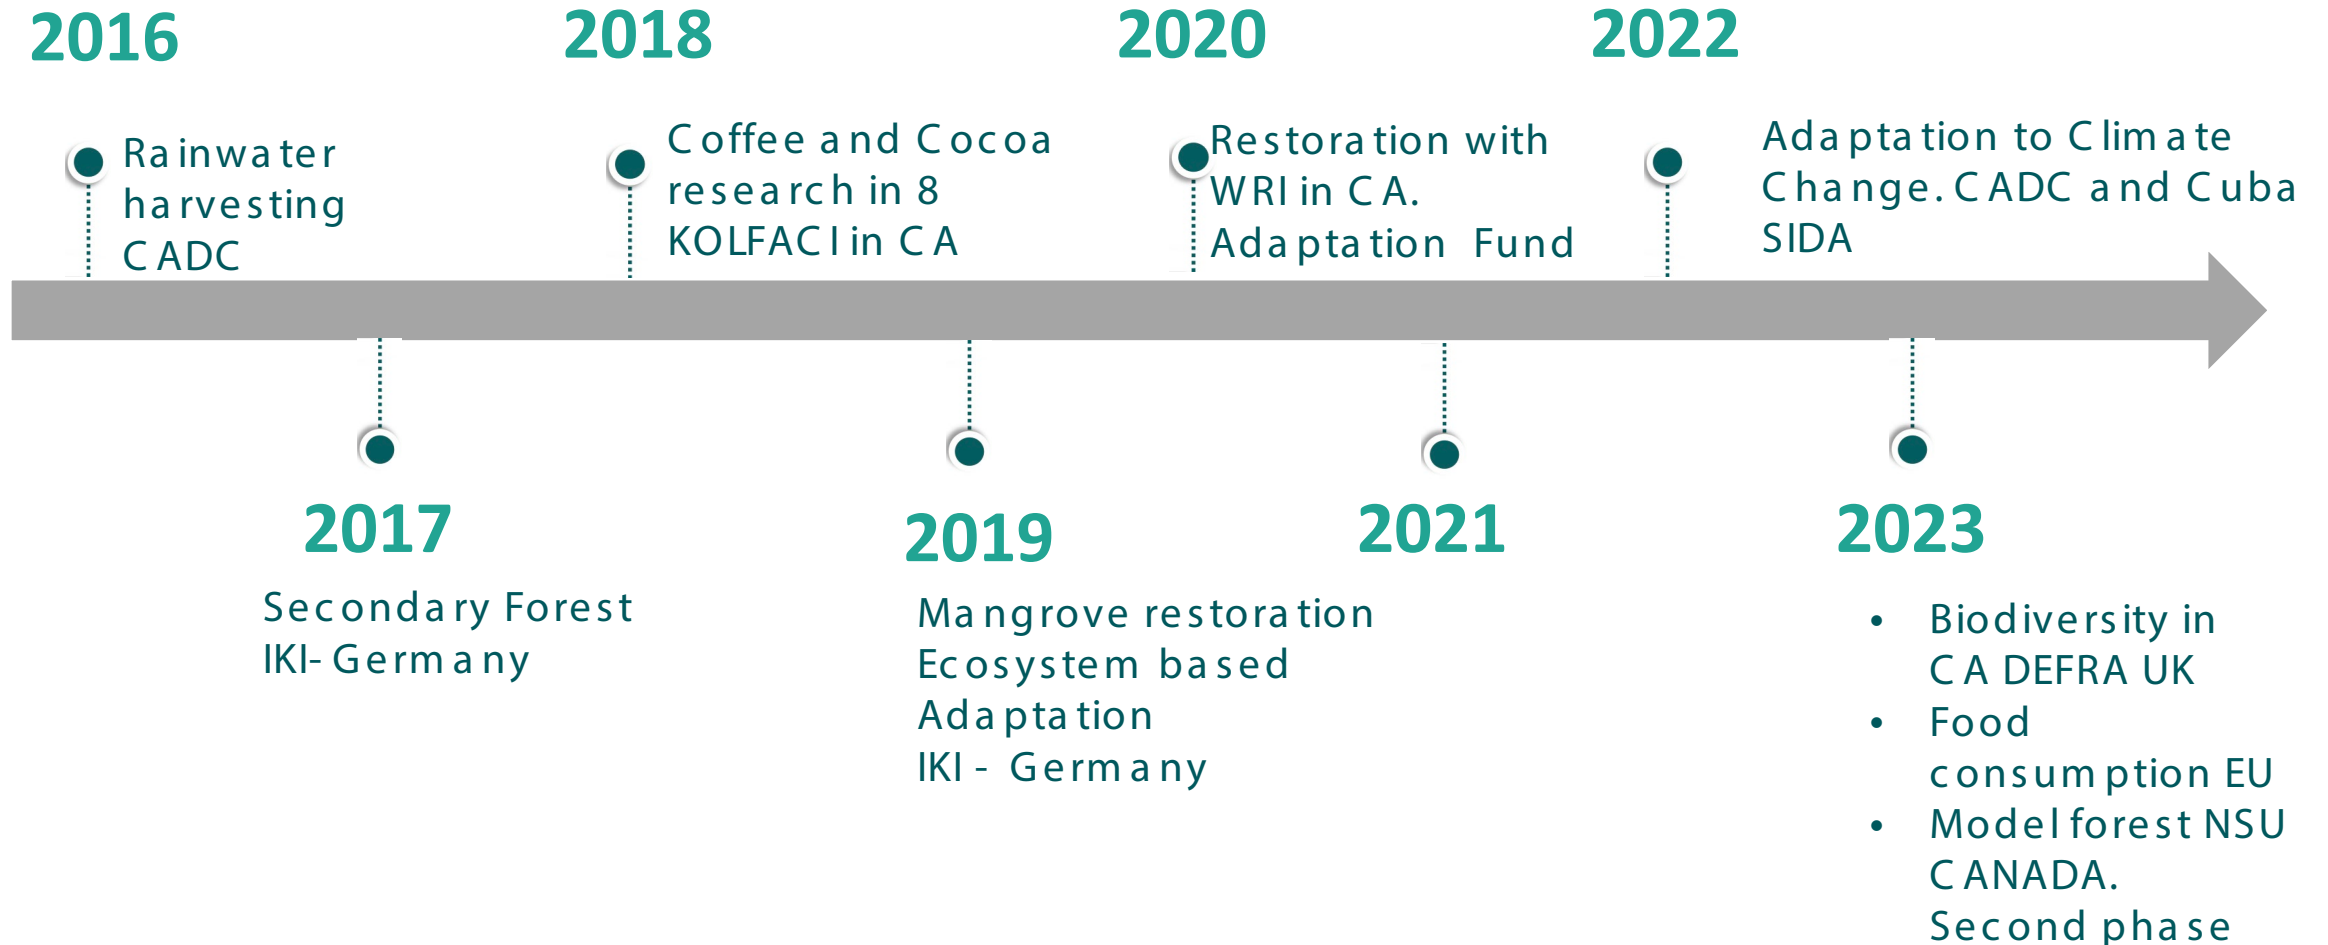 2016
Rainwater
harvesting
CADC
2017
Secondary Forest
IKI- Germany
2018
Coffee and Cocoa
research in 8
KOLFACI in CA
2019
Mangrove restoration
Ecosystem based
Adaptation
IKI - Germany
2020
Restoration with
WRI in CA.
Adaptation Fund
2021
2022
Adaptation to Climate
Change. CADC and Cuba
SIDA
2023
• Biodiversity in
CA DEFRA UK
• Food
consumption EU
• Model forest NSU
CANADA.
Second phase